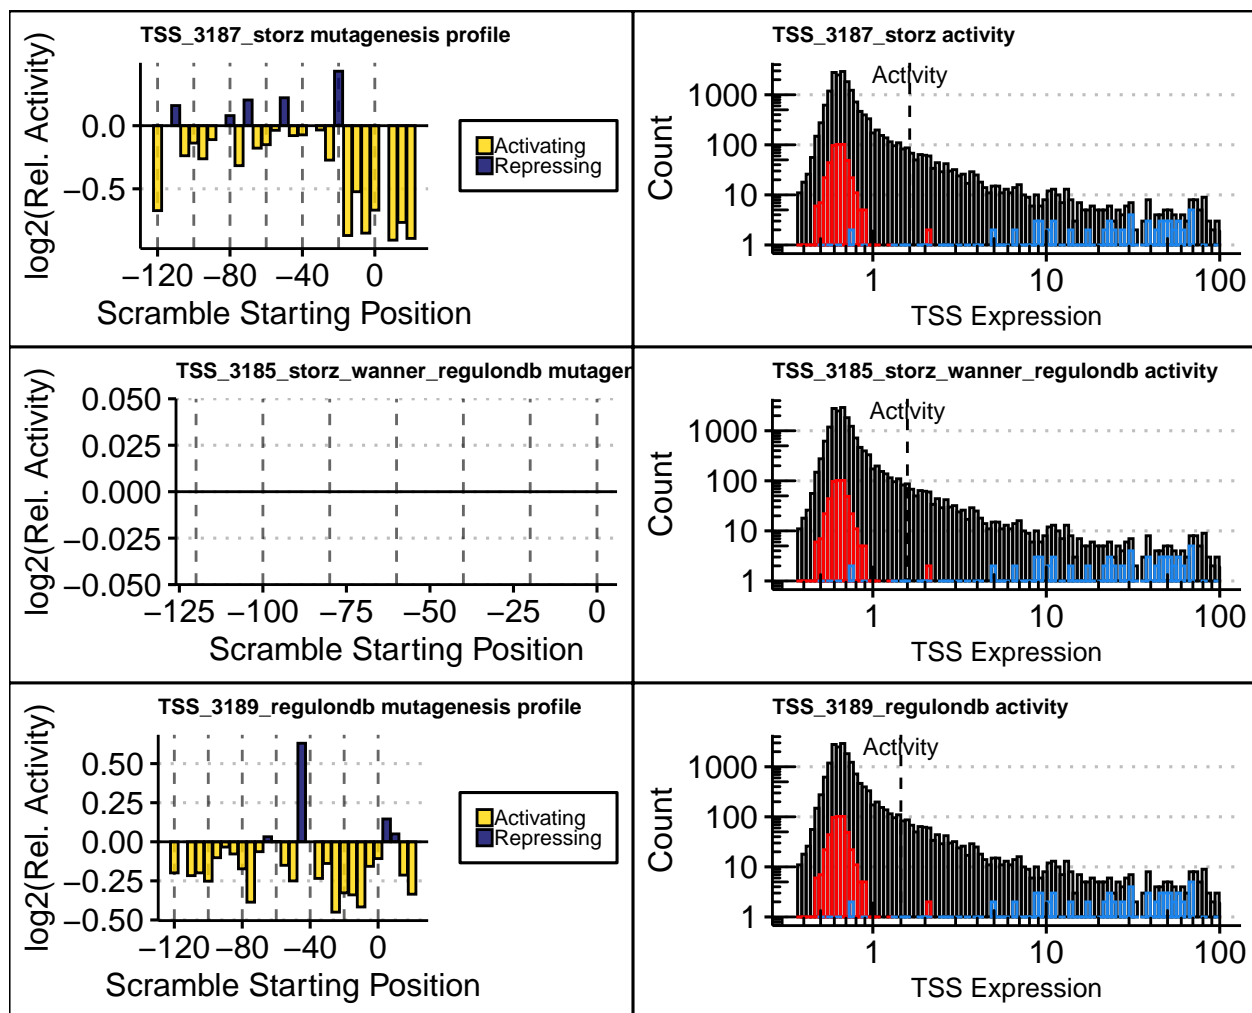 TSS_3187_storz mutagenesis profile
log2(Rel. Activity)
0.0
−0.5
−120 −80 −40 0
Scramble Starting Position
Activating
Repressing
TSS_3187_storz activity
Activity
Count
1000
100
10
1
1 10 100
TSS Expression
TSS_3185_storz_wanner_regulondb mutagen
log2(Rel. Activity)
0.050
0.025
0.000
−0.025
−0.050
−125 −100 −75 −50 −25 0
Scramble Starting Position
TSS_3185_storz_wanner_regulondb activity
Activity
Count
1000
100
10
1
1 10 100
TSS Expression
TSS_3189_regulondb mutagenesis profile
log2(Rel. Activity)
0.50
0.25
0.00
−0.25
−0.50
−120 −80 −40 0
Scramble Starting Position
Activating
Repressing
TSS_3189_regulondb activity
Activity
Count
1000
100
10
1
1 10 100
TSS Expression